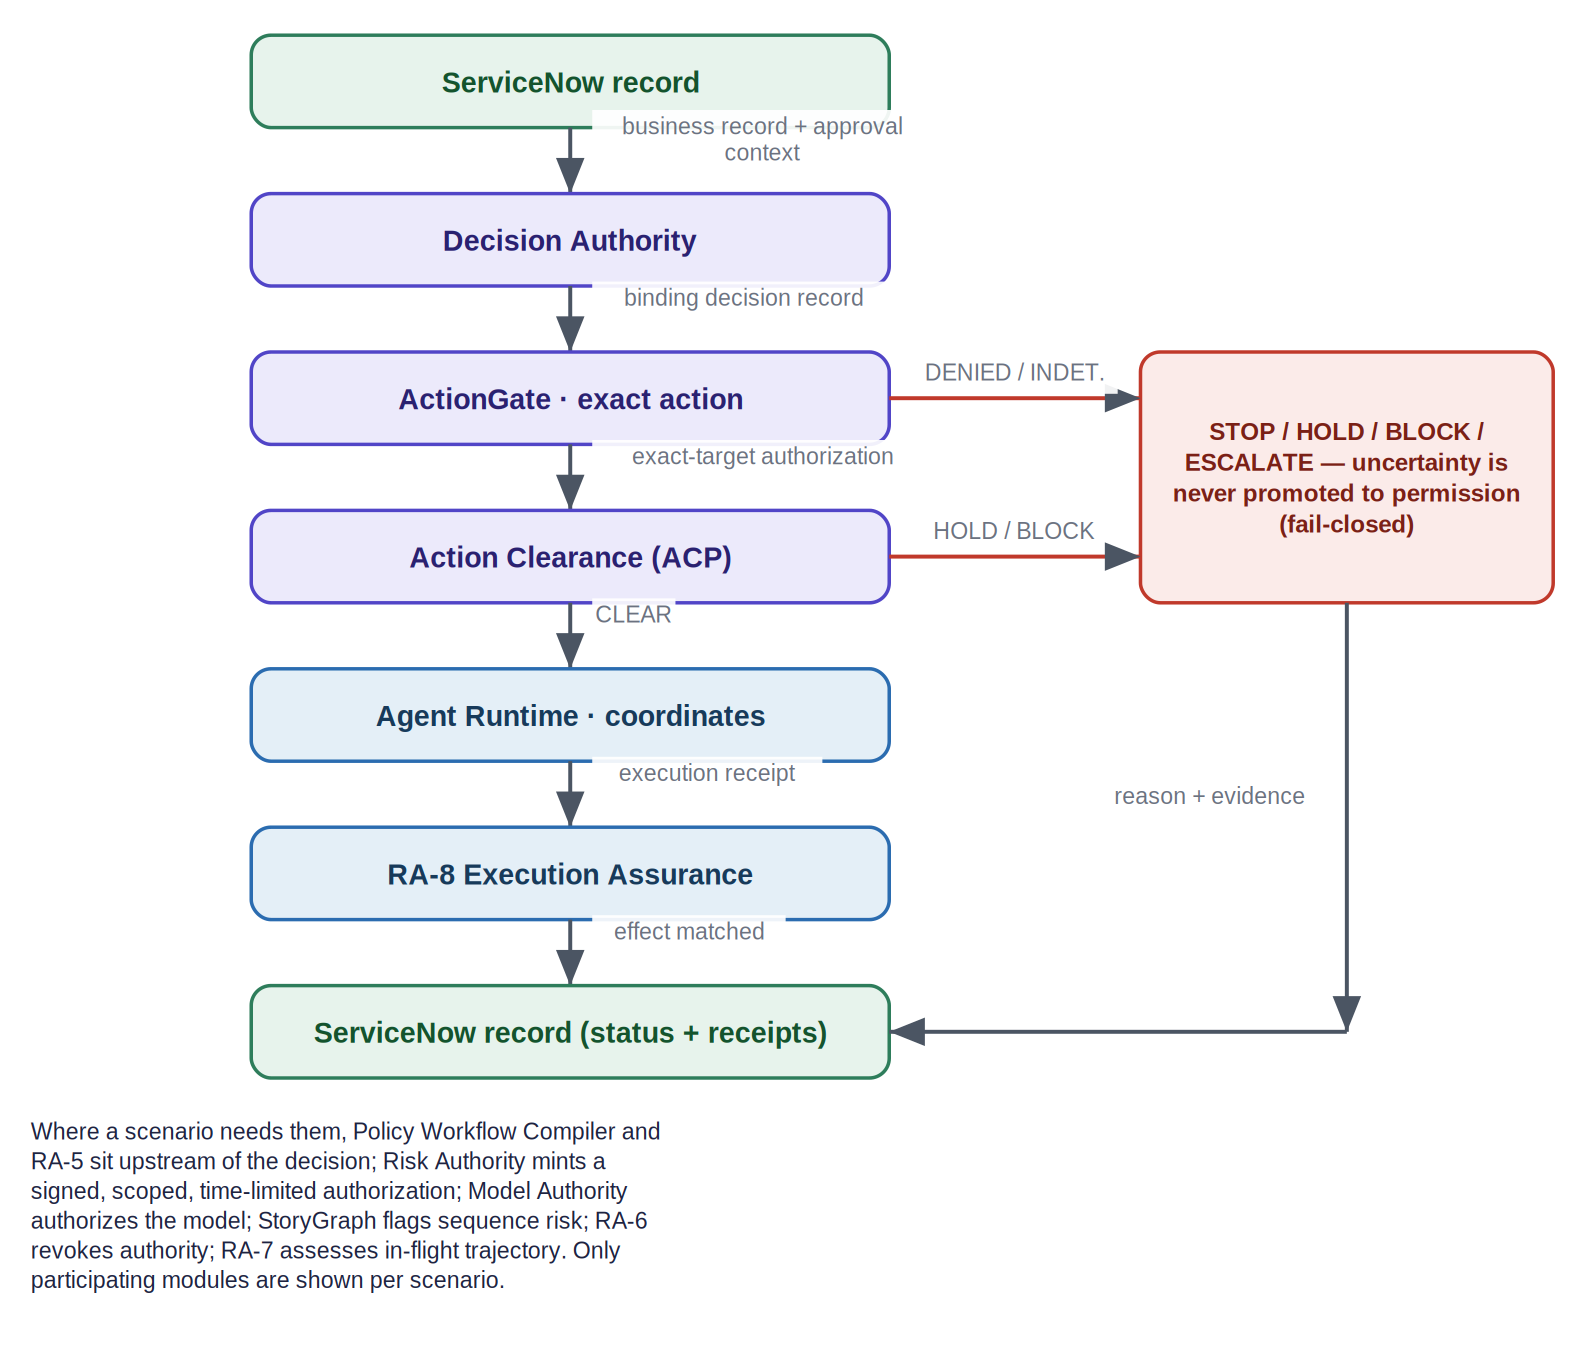 ServiceNow record
business record + approval
context
Decision Authority
binding decision record
ActionGate · exact action
DENIED / INDET.
exact-target authorization
STOP / HOLD / BLOCK /
ESCALATE — uncertainty is
never promoted to permission
(fail-closed)
Action Clearance (ACP)
HOLD / BLOCK
CLEAR
Agent Runtime · coordinates
execution receipt
reason + evidence
RA-8 Execution Assurance
effect matched
ServiceNow record (status + receipts)
Where a scenario needs them, Policy Workflow Compiler and
RA-5 sit upstream of the decision; Risk Authority mints a
signed, scoped, time-limited authorization; Model Authority
authorizes the model; StoryGraph flags sequence risk; RA-6
revokes authority; RA-7 assesses in-flight trajectory. Only
participating modules are shown per scenario.